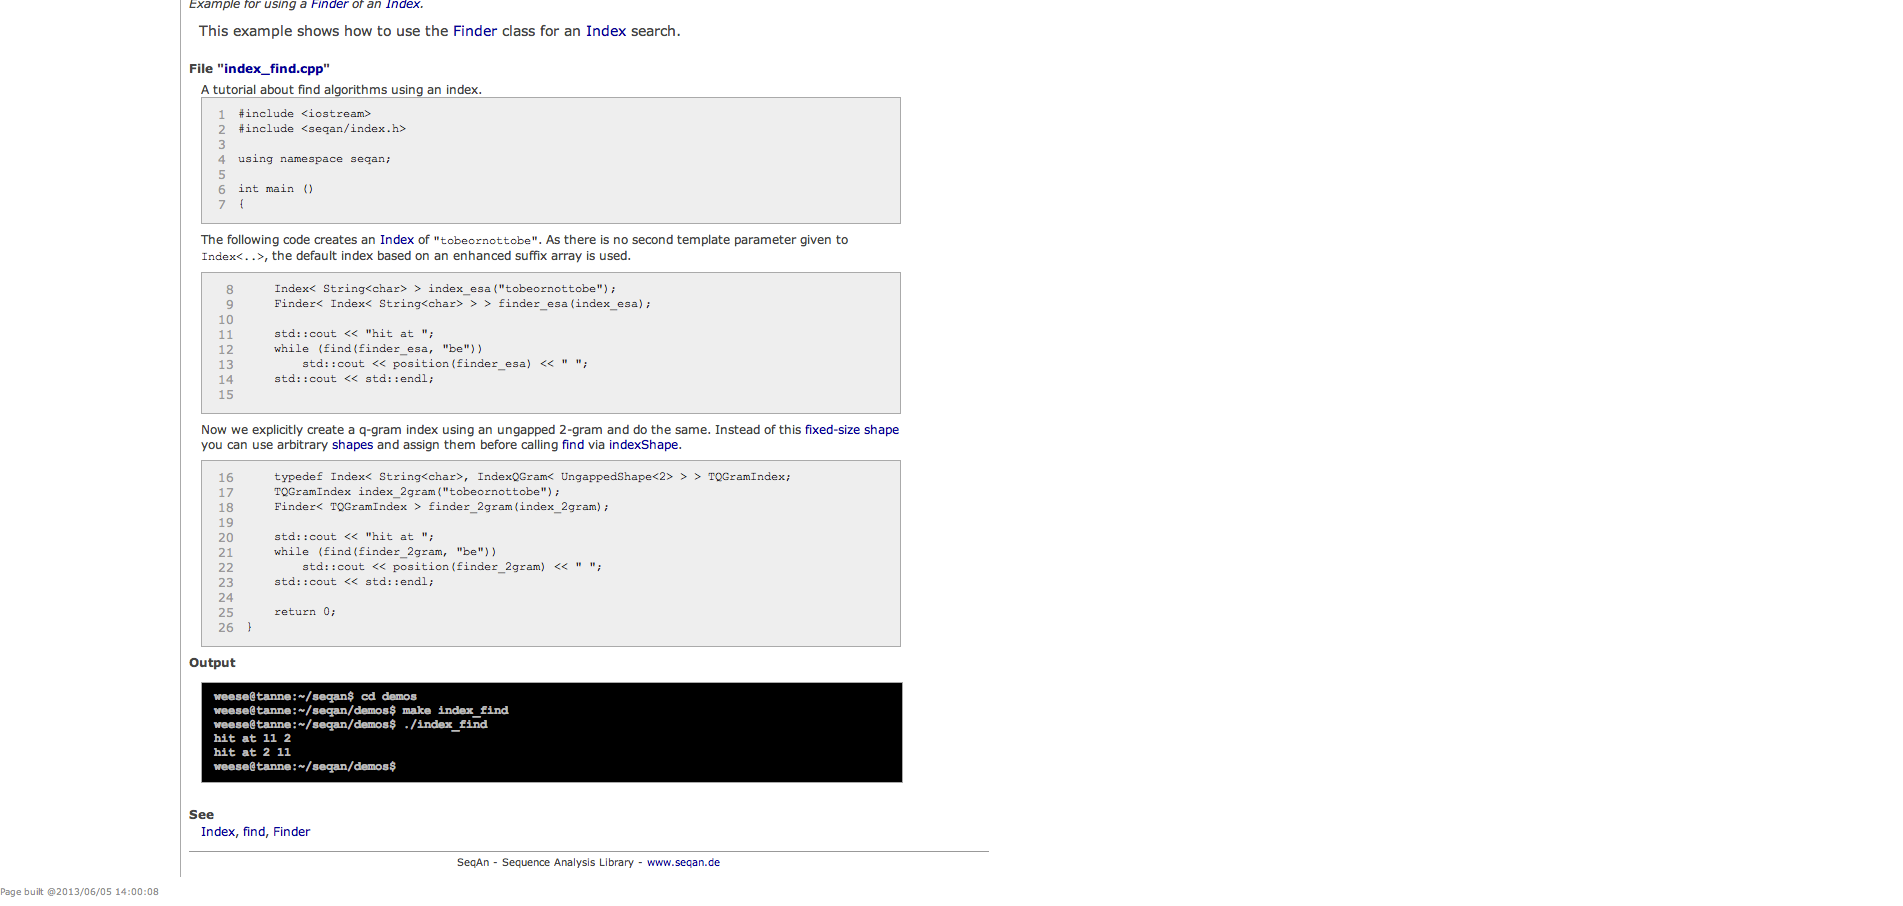 Example for using a Finder of an Index.
This example shows how to use the Finder class for an Index search.
File "index_find.cpp"
A tutorial about find algorithms using an index.
1 #include <iostream>
2 #include <seqan/index.h>
3
4 using namespace seqan;
5
6 int main ()
7 {
The following code creates an Index of "tobeornottobe". As there is no second template parameter given to
Index<..>, the default index based on an enhanced suffix array is used.
8     Index< String<char> > index_esa("tobeornottobe");
9     Finder< Index< String<char> > > finder_esa(index_esa);
10
11     std::cout << "hit at ";
12     while (find(finder_esa, "be"))
13         std::cout << position(finder_esa) << " ";
14     std::cout << std::endl;
15
Now we explicitly create a q-gram index using an ungapped 2-gram and do the same. Instead of this fixed-size shape
you can use arbitrary shapes and assign them before calling find via indexShape.
16     typedef Index< String<char>, IndexQGram< UngappedShape<2> > > TQGramIndex;
17     TQGramIndex index_2gram("tobeornottobe");
18     Finder< TQGramIndex > finder_2gram(index_2gram);
19
20     std::cout << "hit at ";
21     while (find(finder_2gram, "be"))
22         std::cout << position(finder_2gram) << " ";
23     std::cout << std::endl;
24
25     return 0;
26 }
Output
weese@tanne:~/seqan$ cd demos
weese@tanne:~/seqan/demos$ make index_find
weese@tanne:~/seqan/demos$ ./index_find
hit at 11 2
hit at 2 11
weese@tanne:~/seqan/demos$
See
Index, find, Finder
SeqAn - Sequence Analysis Library - www.seqan.de
Page built @2013/06/05 14:00:08